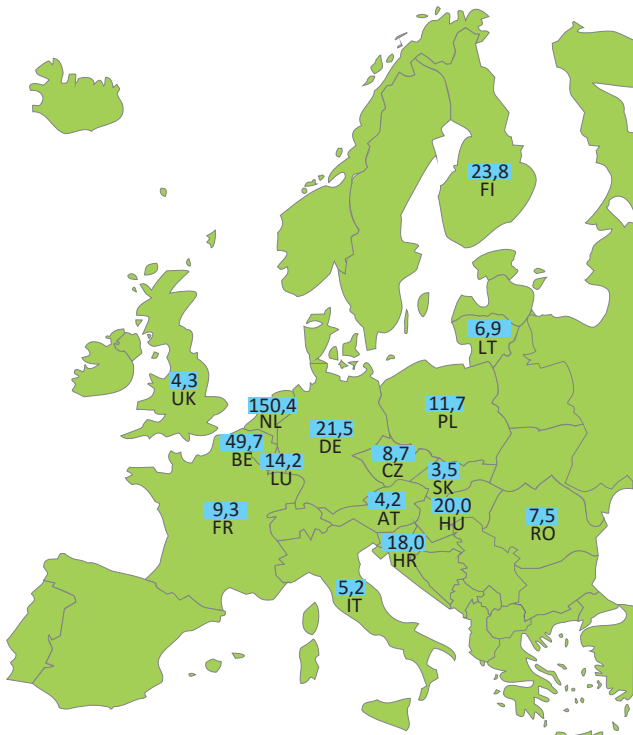 23,8
FI
6,9
LT
4,3
UK
150,4
NL
11,7
PL
21,5
DE
49,7
BE
8,7
CZ
14,2
LU
3,5
SK
4,2
AT
20,0
HU
9,3
FR
7,5
RO
18,0
HR
5,2
IT